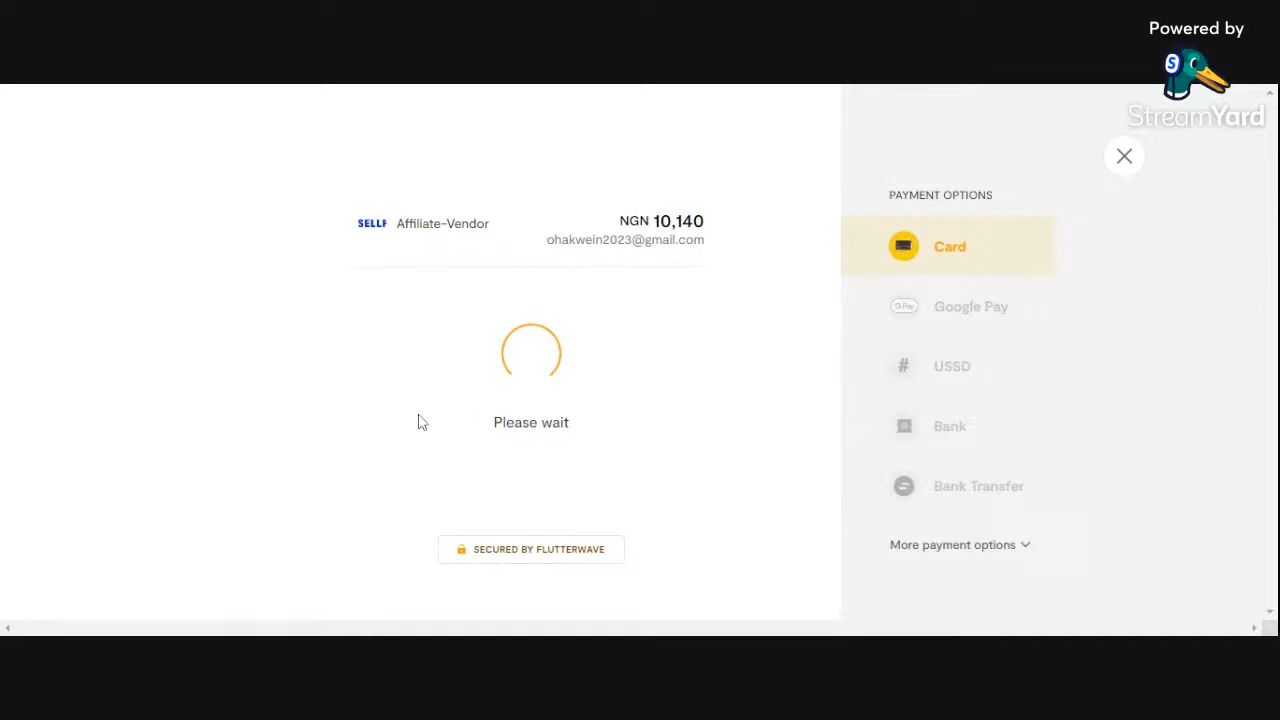 Powered by
StreamYard
SELLF Affiliate-Vendor
NGN 10,140
ohakwein2023@gmail.com
Please wait
SECURED BY FLUTTERWAVE
PAYMENT OPTIONS
Card
G Pay Google Pay
# USSD
Bank
Bank Transfer
More payment options